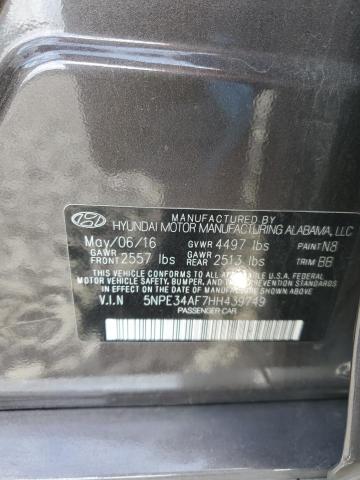 MANUFACTURED BY
HYUNDAI MOTOR MANUFACTURING ALABAMA, LLC
May/06/16 GVWR 4497 lbs PAINT N8
GAWR FRONT 2557 lbs GAWR REAR 2513 lbs TRIM BB
THIS VEHICLE CONFORMS TO ALL APPLICABLE U.S.A. FEDERAL
MOTOR VEHICLE SAFETY, BUMPER, AND THEFT PREVENTION STANDARDS
IN EFFECT ON THE DATE OF MANUFACTURE SHOWN ABOVE.
V.I.N 5NPE34AF7HH439749
PASSENGER CAR